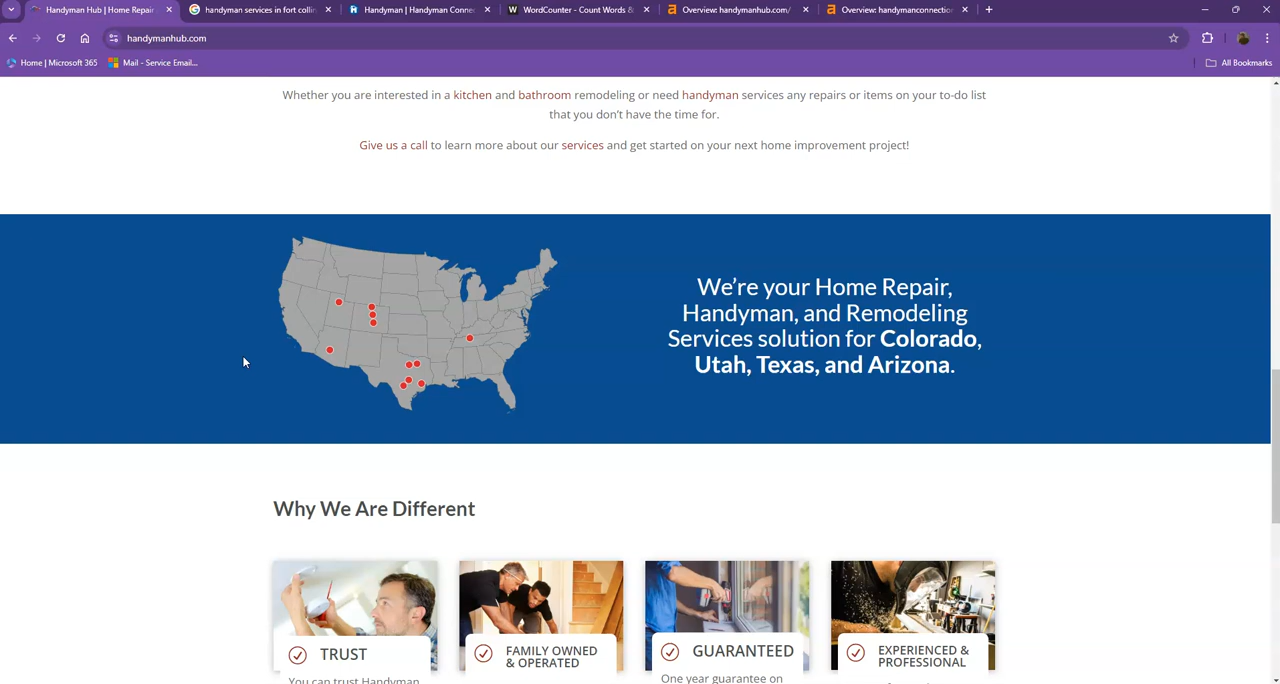 Handyman Hub | Home Repair
handyman services in fort collin
Handyman | Handyman Conne
WordCounter - Count Words &
Overview: handymanhub.com/
Overview: handymanconnection
handymanhub.com
Home | Microsoft 365
Mail - Service Email...
All Bookmarks
Whether you are interested in a kitchen and bathroom remodeling or need handyman services any repairs or items on your to-do list
that you don't have the time for.
Give us a call to learn more about our services and get started on your next home improvement project!
We're your Home Repair,
Handyman, and Remodeling
Services solution for Colorado,
Utah, Texas, and Arizona.
Why We Are Different
TRUST
FAMILY OWNED
& OPERATED
GUARANTEED
EXPERIENCED &
PROFESSIONAL
You can trust Handyman
One year guarantee on